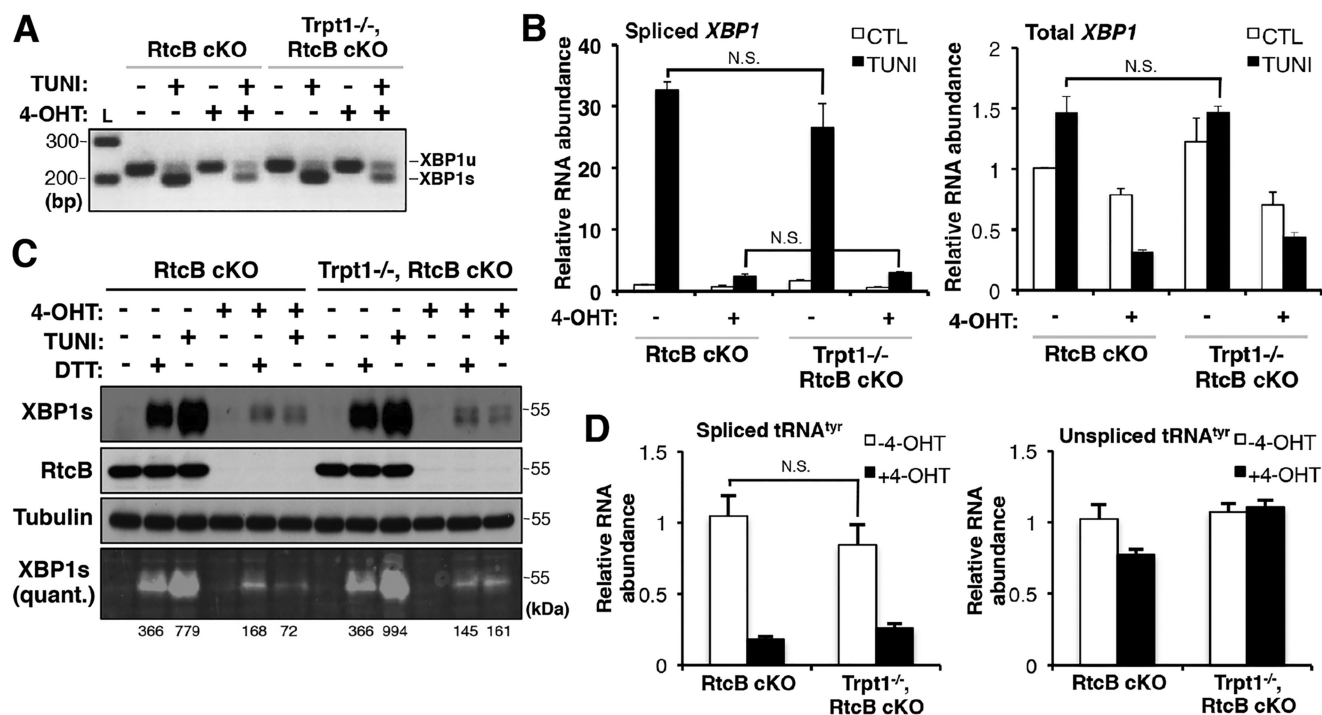 A
RtcB cKO
Trpt1-/-,
RtcB cKO
TUNI: - + - + - + - +
4-OHT: L - - + + - - + +
300-
200-
(bp)
-XBP1u
-XBP1s
B
Spliced XBP1
CTL
TUNI
Relative RNA abundance
40
30
20
10
0
N.S.
N.S.
4-OHT: - + - +
RtcB cKO
Trpt1-/-
RtcB cKO
Total XBP1
CTL
TUNI
Relative RNA abundance
2
1.5
1
0.5
0
N.S.
4-OHT: - + - +
RtcB cKO
Trpt1-/-
RtcB cKO
C
RtcB cKO
Trpt1-/-, RtcB cKO
4-OHT: - - - + + + - - - + + +
TUNI: - - + - - + - - + - - +
DTT: - + - - + - - + - - + -
XBP1s
-55
RtcB
-55
Tubulin
-55
XBP1s
(quant.)
-55
(kDa)
366 779 168 72 366 994 145 161
D
Spliced tRNAtyr
-4-OHT
+4-OHT
Relative RNA
abundance
1.5
1
0.5
0
N.S.
RtcB cKO
Trpt1-/-,
RtcB cKO
Unspliced tRNAtyr
-4-OHT
+4-OHT
Relative RNA
abundance
1.5
1
0.5
0
RtcB cKO
Trpt1-/-,
RtcB cKO